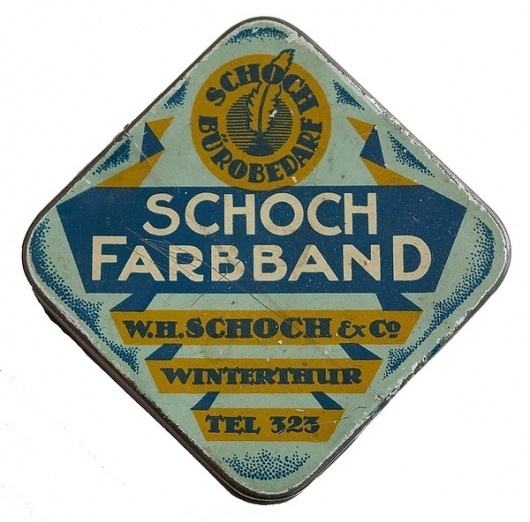 SCHOCH
BÜROBEDARF
SCHOCH
FARBBAND
W.H. SCHOCH & Co
WINTERTHUR
TEL 323